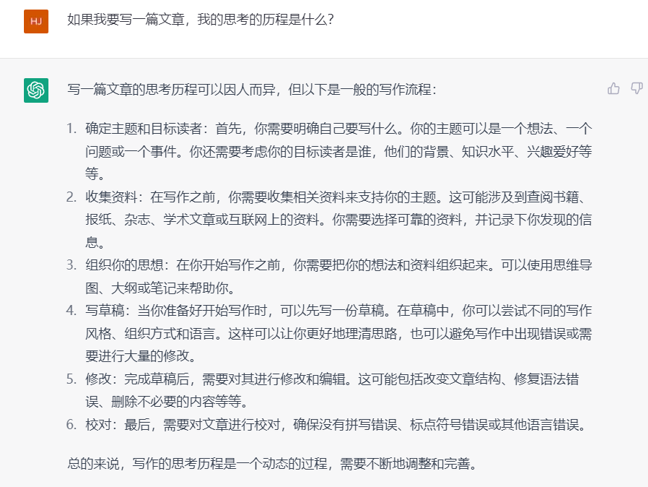 HJ 如果我要写一篇文章，我的思考的历程是什么？
写一篇文章的思考历程可以因人而异，但以下是一般的写作流程：
1. 确定主题和目标读者：首先，你需要明确自己要写什么。你的主题可以是一个想法、一个
问题或一个事件。你还需要考虑你的目标读者是谁，他们的背景、知识水平、兴趣爱好等
等。
2. 收集资料：在写作之前，你需要收集相关资料来支持你的主题。这可能涉及到查阅书籍、
报纸、杂志、学术文章或互联网上的资料。你需要选择可靠的资料，并记录下你发现的信
息。
3. 组织你的思想：在你开始写作之前，你需要把你的想法和资料组织起来。可以使用思维导
图、大纲或笔记来帮助你。
4. 写草稿：当你准备好开始写作时，可以先写一份草稿。在草稿中，你可以尝试不同的写作
风格、组织方式和语言。这样可以让你更好地理清思路，也可以避免写作中出现错误或需
要进行大量的修改。
5. 修改：完成草稿后，需要对其进行修改和编辑。这可能包括改变文章结构、修复语法错
误、删除不必要的内容等等。
6. 校对：最后，需要对文章进行校对，确保没有拼写错误、标点符号错误或其他语言错误。
总的来说，写作的思考历程是一个动态的过程，需要不断地调整和完善。